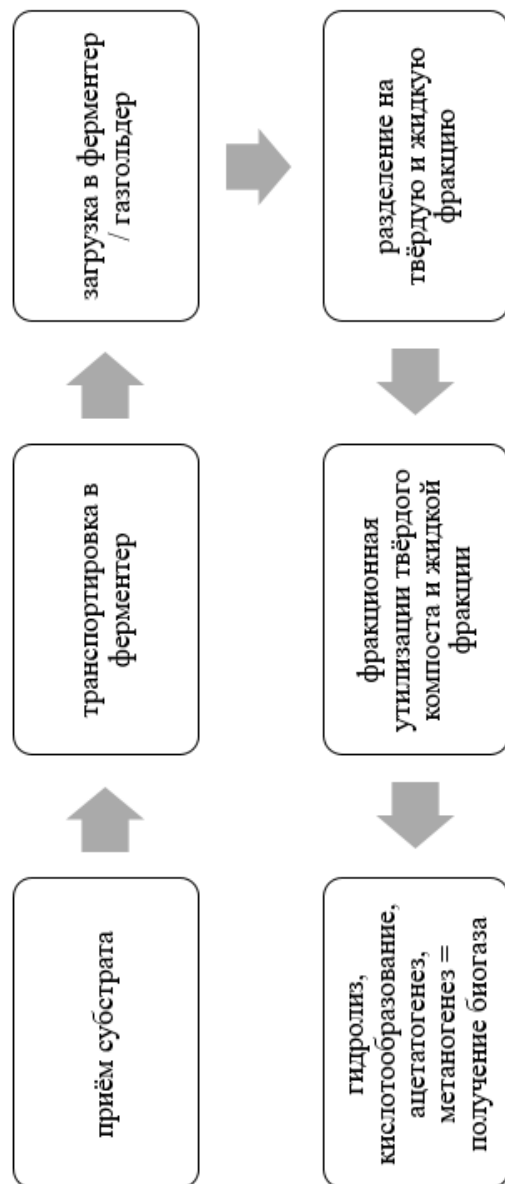 приём субстрата
транспортировка в
ферментер
загрузка в ферментер
/ газгольдер
разделение на
твёрдую и жидкую
фракцию
фракционная
утилизации твёрдого
компоста и жидкой
фракции
гидролиз,
кислотообразование,
ацетатогенез,
метаногенез =
получение биогаза